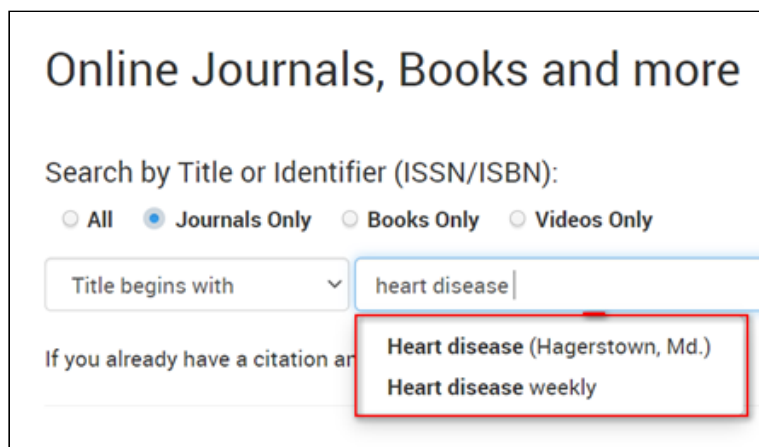 Online Journals, Books and more
Search by Title or Identifier (ISSN/ISBN):
All Journals Only Books Only Videos Only
Title begins with heart disease
Heart disease (Hagerstown, Md.)
If you already have a citation an
Heart disease weekly